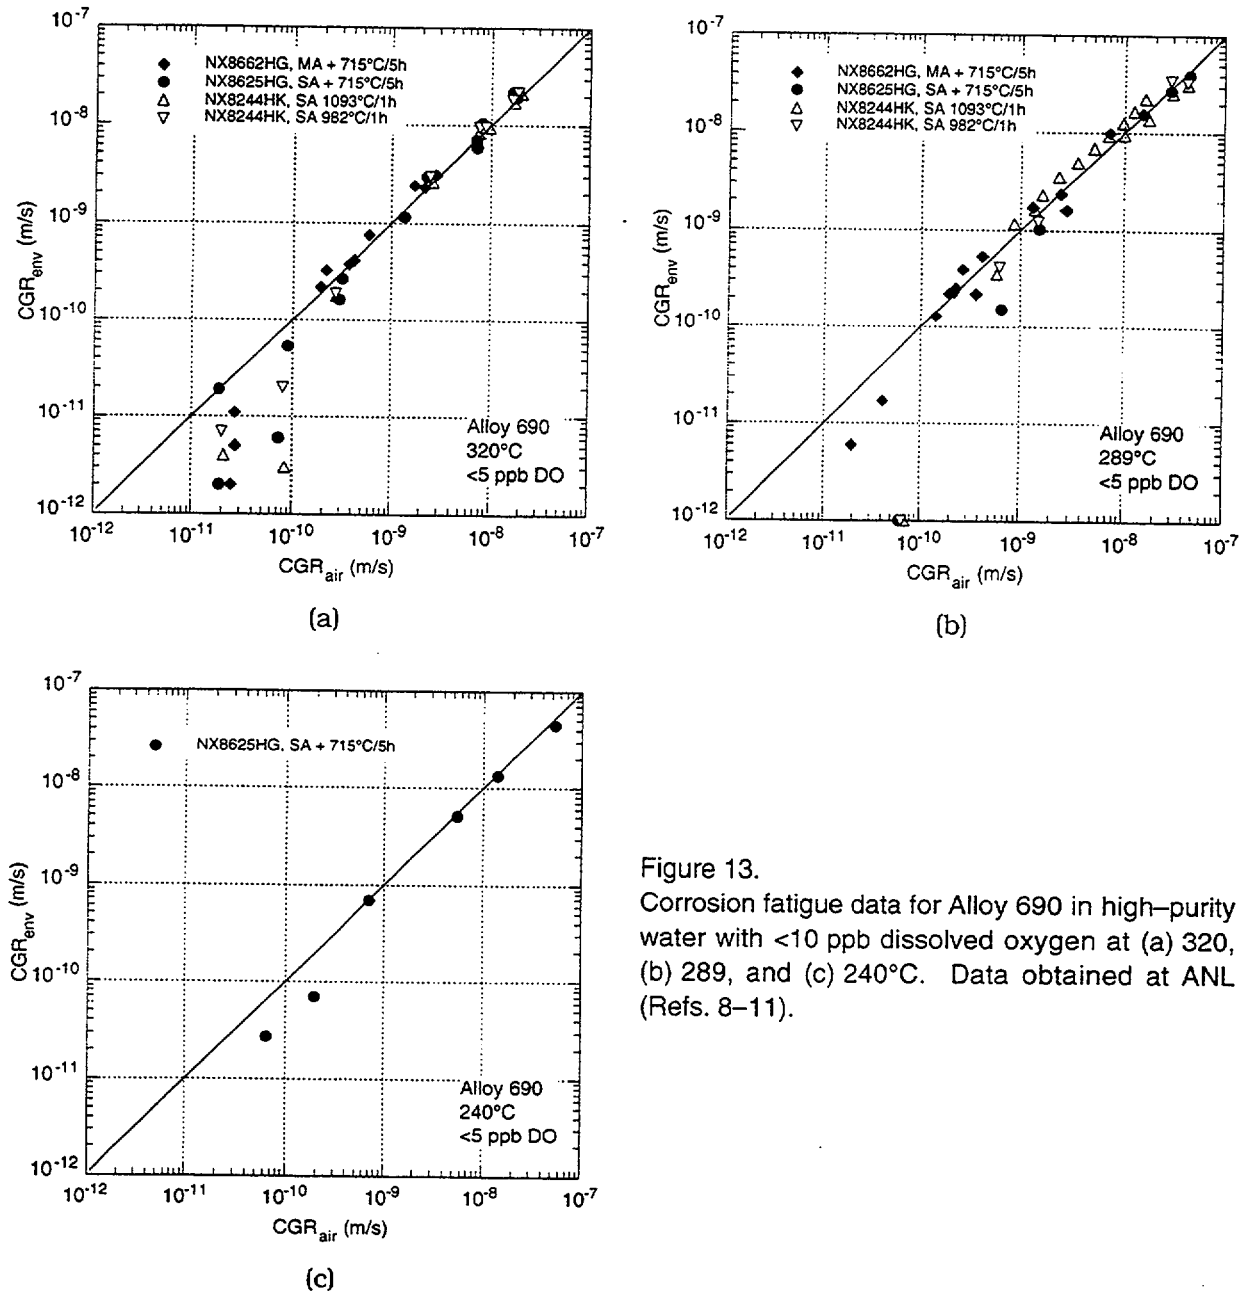 10⁻⁷
10⁻⁸
10⁻⁹
10⁻¹⁰
10⁻¹¹
10⁻¹²
CGRenv (m/s)
NX8662HG, MA + 715°C/5h
NX8625HG, SA + 715°C/5h
NX8244HK, SA 1093°C/1h
NX8244HK, SA 982°C/1h
Alloy 690
320°C
<5 ppb DO
10⁻¹² 10⁻¹¹ 10⁻¹⁰ 10⁻⁹ 10⁻⁸ 10⁻⁷
CGRair (m/s)
(a)
10⁻⁷
10⁻⁸
10⁻⁹
10⁻¹⁰
10⁻¹¹
10⁻¹²
CGRenv (m/s)
NX8662HG, MA + 715°C/5h
NX8625HG, SA + 715°C/5h
NX8244HK, SA 1093°C/1h
NX8244HK, SA 982°C/1h
Alloy 690
289°C
<5 ppb DO
10⁻¹² 10⁻¹¹ 10⁻¹⁰ 10⁻⁹ 10⁻⁸ 10⁻⁷
CGRair (m/s)
(b)
10⁻⁷
10⁻⁸
10⁻⁹
10⁻¹⁰
10⁻¹¹
10⁻¹²
CGRenv (m/s)
NX8625HG, SA + 715°C/5h
Alloy 690
240°C
<5 ppb DO
10⁻¹² 10⁻¹¹ 10⁻¹⁰ 10⁻⁹ 10⁻⁸ 10⁻⁷
CGRair (m/s)
(c)
Figure 13.
Corrosion fatigue data for Alloy 690 in high–purity
water with <10 ppb dissolved oxygen at (a) 320,
(b) 289, and (c) 240°C. Data obtained at ANL
(Refs. 8–11).